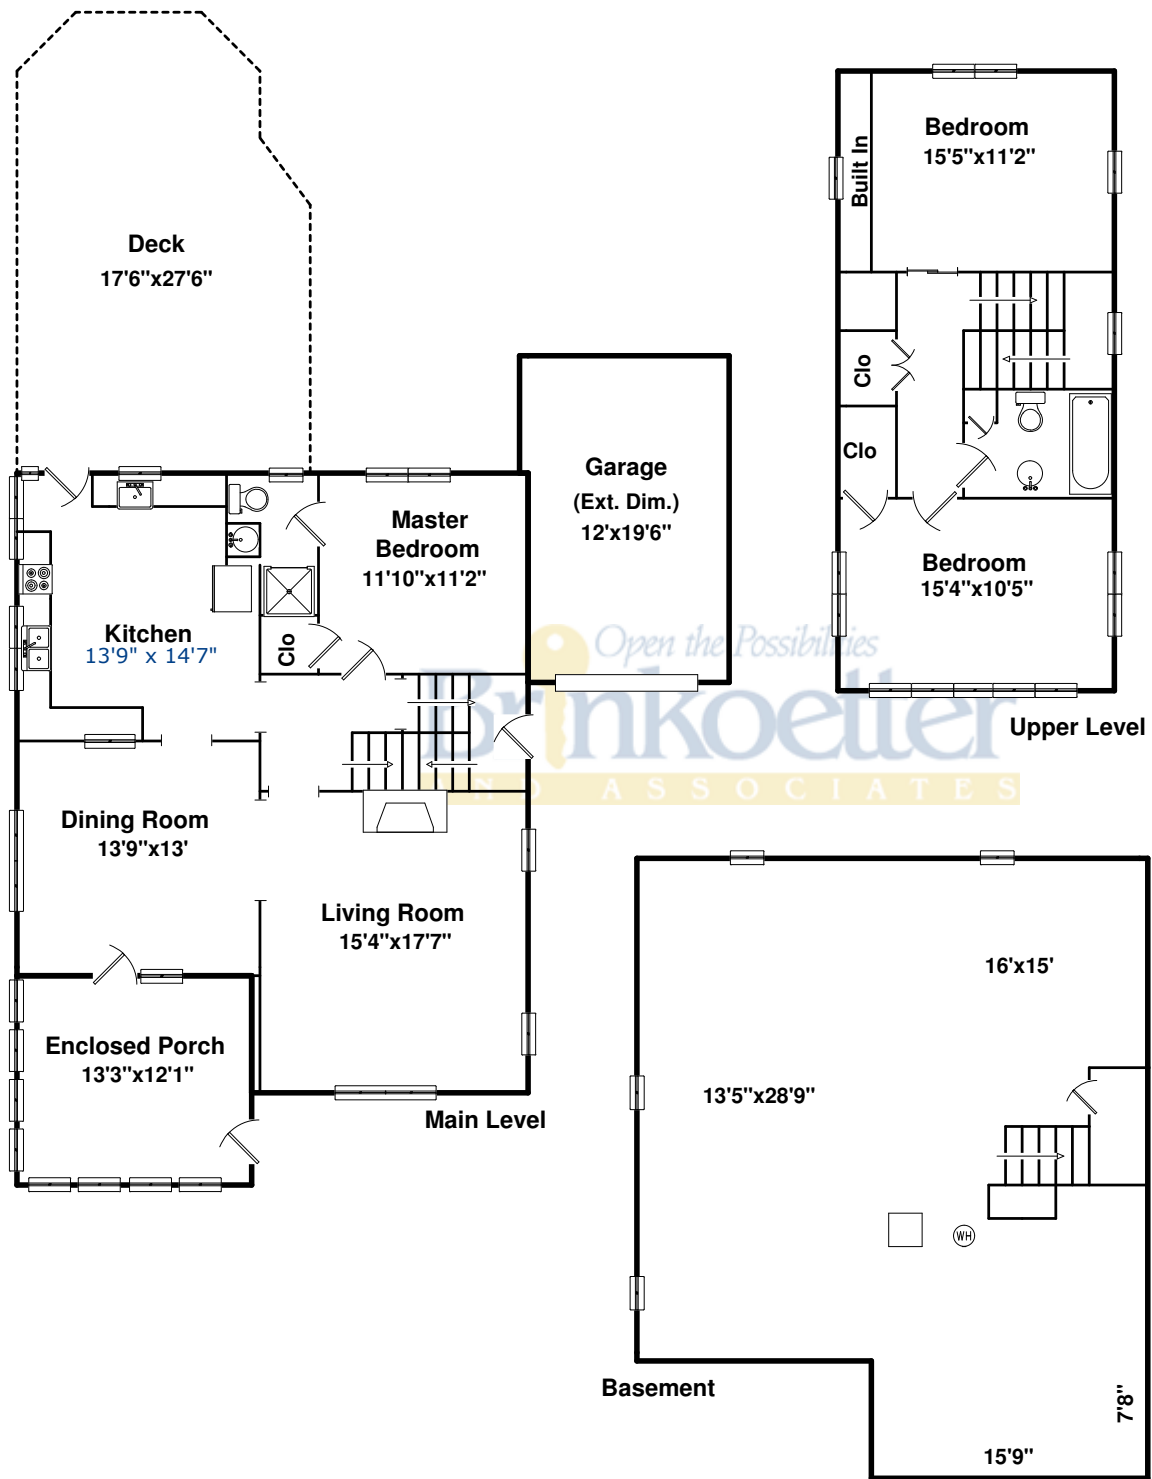 Deck
17'6"x27'6"
Garage
(Ext. Dim.)
12'x19'6"
Master
Bedroom
11'10"x11'2"
Kitchen
13'9" x 14'7"
Clo
Dining Room
13'9"x13'
Living Room
15'4"x17'7"
Enclosed Porch
13'3"x12'1"
Main Level
Built In
Bedroom
15'5"x11'2"
Clo
Clo
Bedroom
15'4"x10'5"
Upper Level
Open the Possibilities
Brinkoetter
AND ASSOCIATES
16'x15'
13'5"x28'9"
WH
Basement
7'8"
15'9"